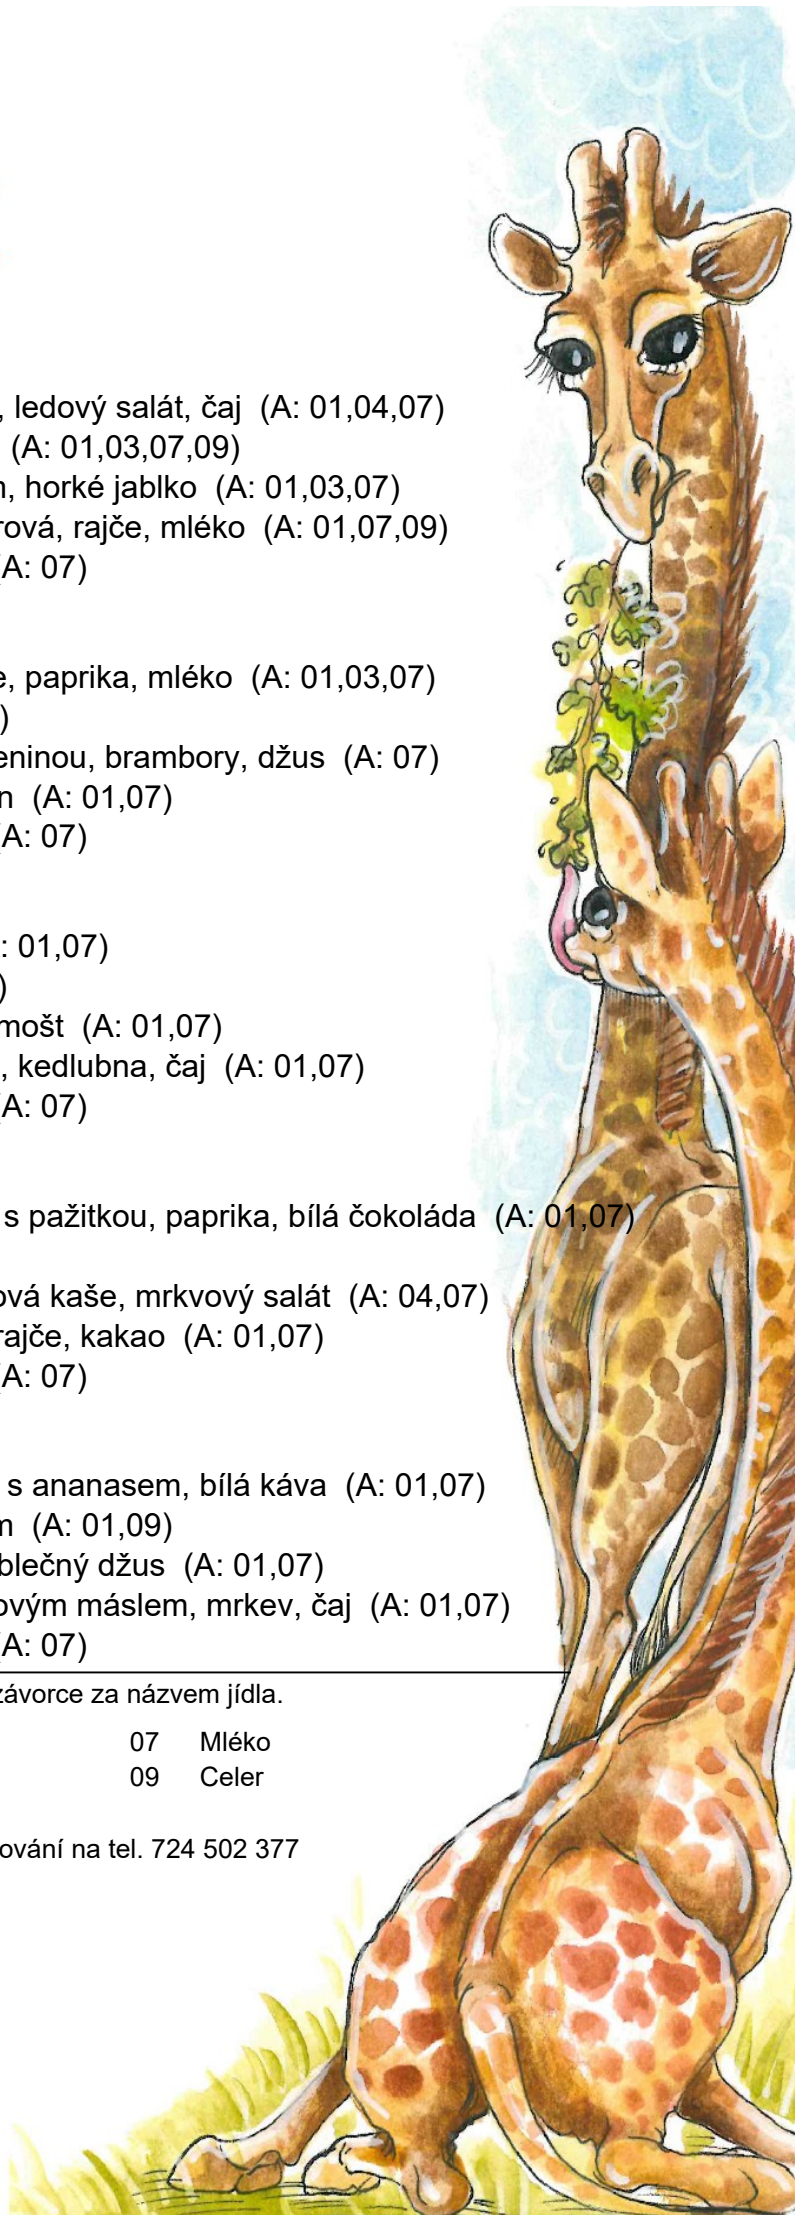 , ledový salát, čaj (A: 01,04,07)
(A: 01,03,07,09)
, horké jablko (A: 01,03,07)
rová, rajče, mléko (A: 01,07,09)
(A: 07)
, paprika, mléko (A: 01,03,07)
)
eninou, brambory, džus (A: 07)
n (A: 01,07)
(A: 07)
: 01,07)
)
mošt (A: 01,07)
, kedlubna, čaj (A: 01,07)
(A: 07)
s pažitkou, paprika, bílá čokoláda (A: 01,07)
ová kaše, mrkvový salát (A: 04,07)
rajče, kakao (A: 01,07)
(A: 07)
s ananasem, bílá káva (A: 01,07)
m (A: 01,09)
blečný džus (A: 01,07)
ovým máslem, mrkev, čaj (A: 01,07)
(A: 07)
závorce za názvem jídla.
07 Mléko
09 Celer
ování na tel. 724 502 377